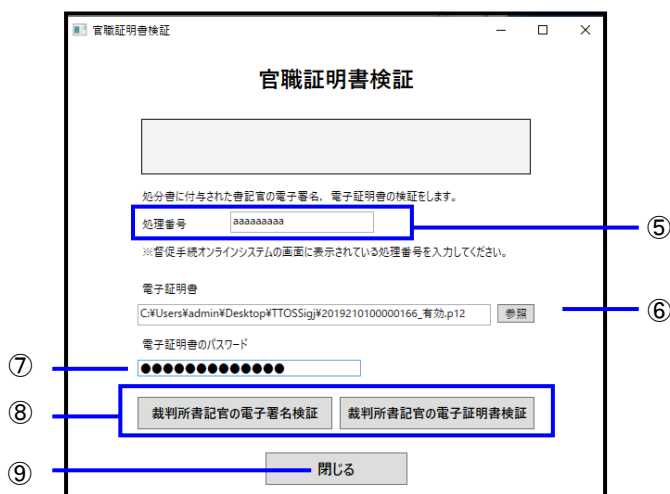 官職証明書検証
官職証明書検証
処分書に付与された書記官の電子署名，電子証明書の検証をします。
処理番号 aaaaaaaaa
⑤
※督促手続オンラインシステムの画面に表示されている処理番号を入力してください。
電子証明書
C:¥Users¥admin¥Desktop¥TTOSSigj¥2019210100000166_有効.p12 参照
⑥
電子証明書のパスワード
⑦ ●●●●●●●●●●●●●
⑧ 裁判所書記官の電子署名検証 裁判所書記官の電子証明書検証
⑨ 閉じる